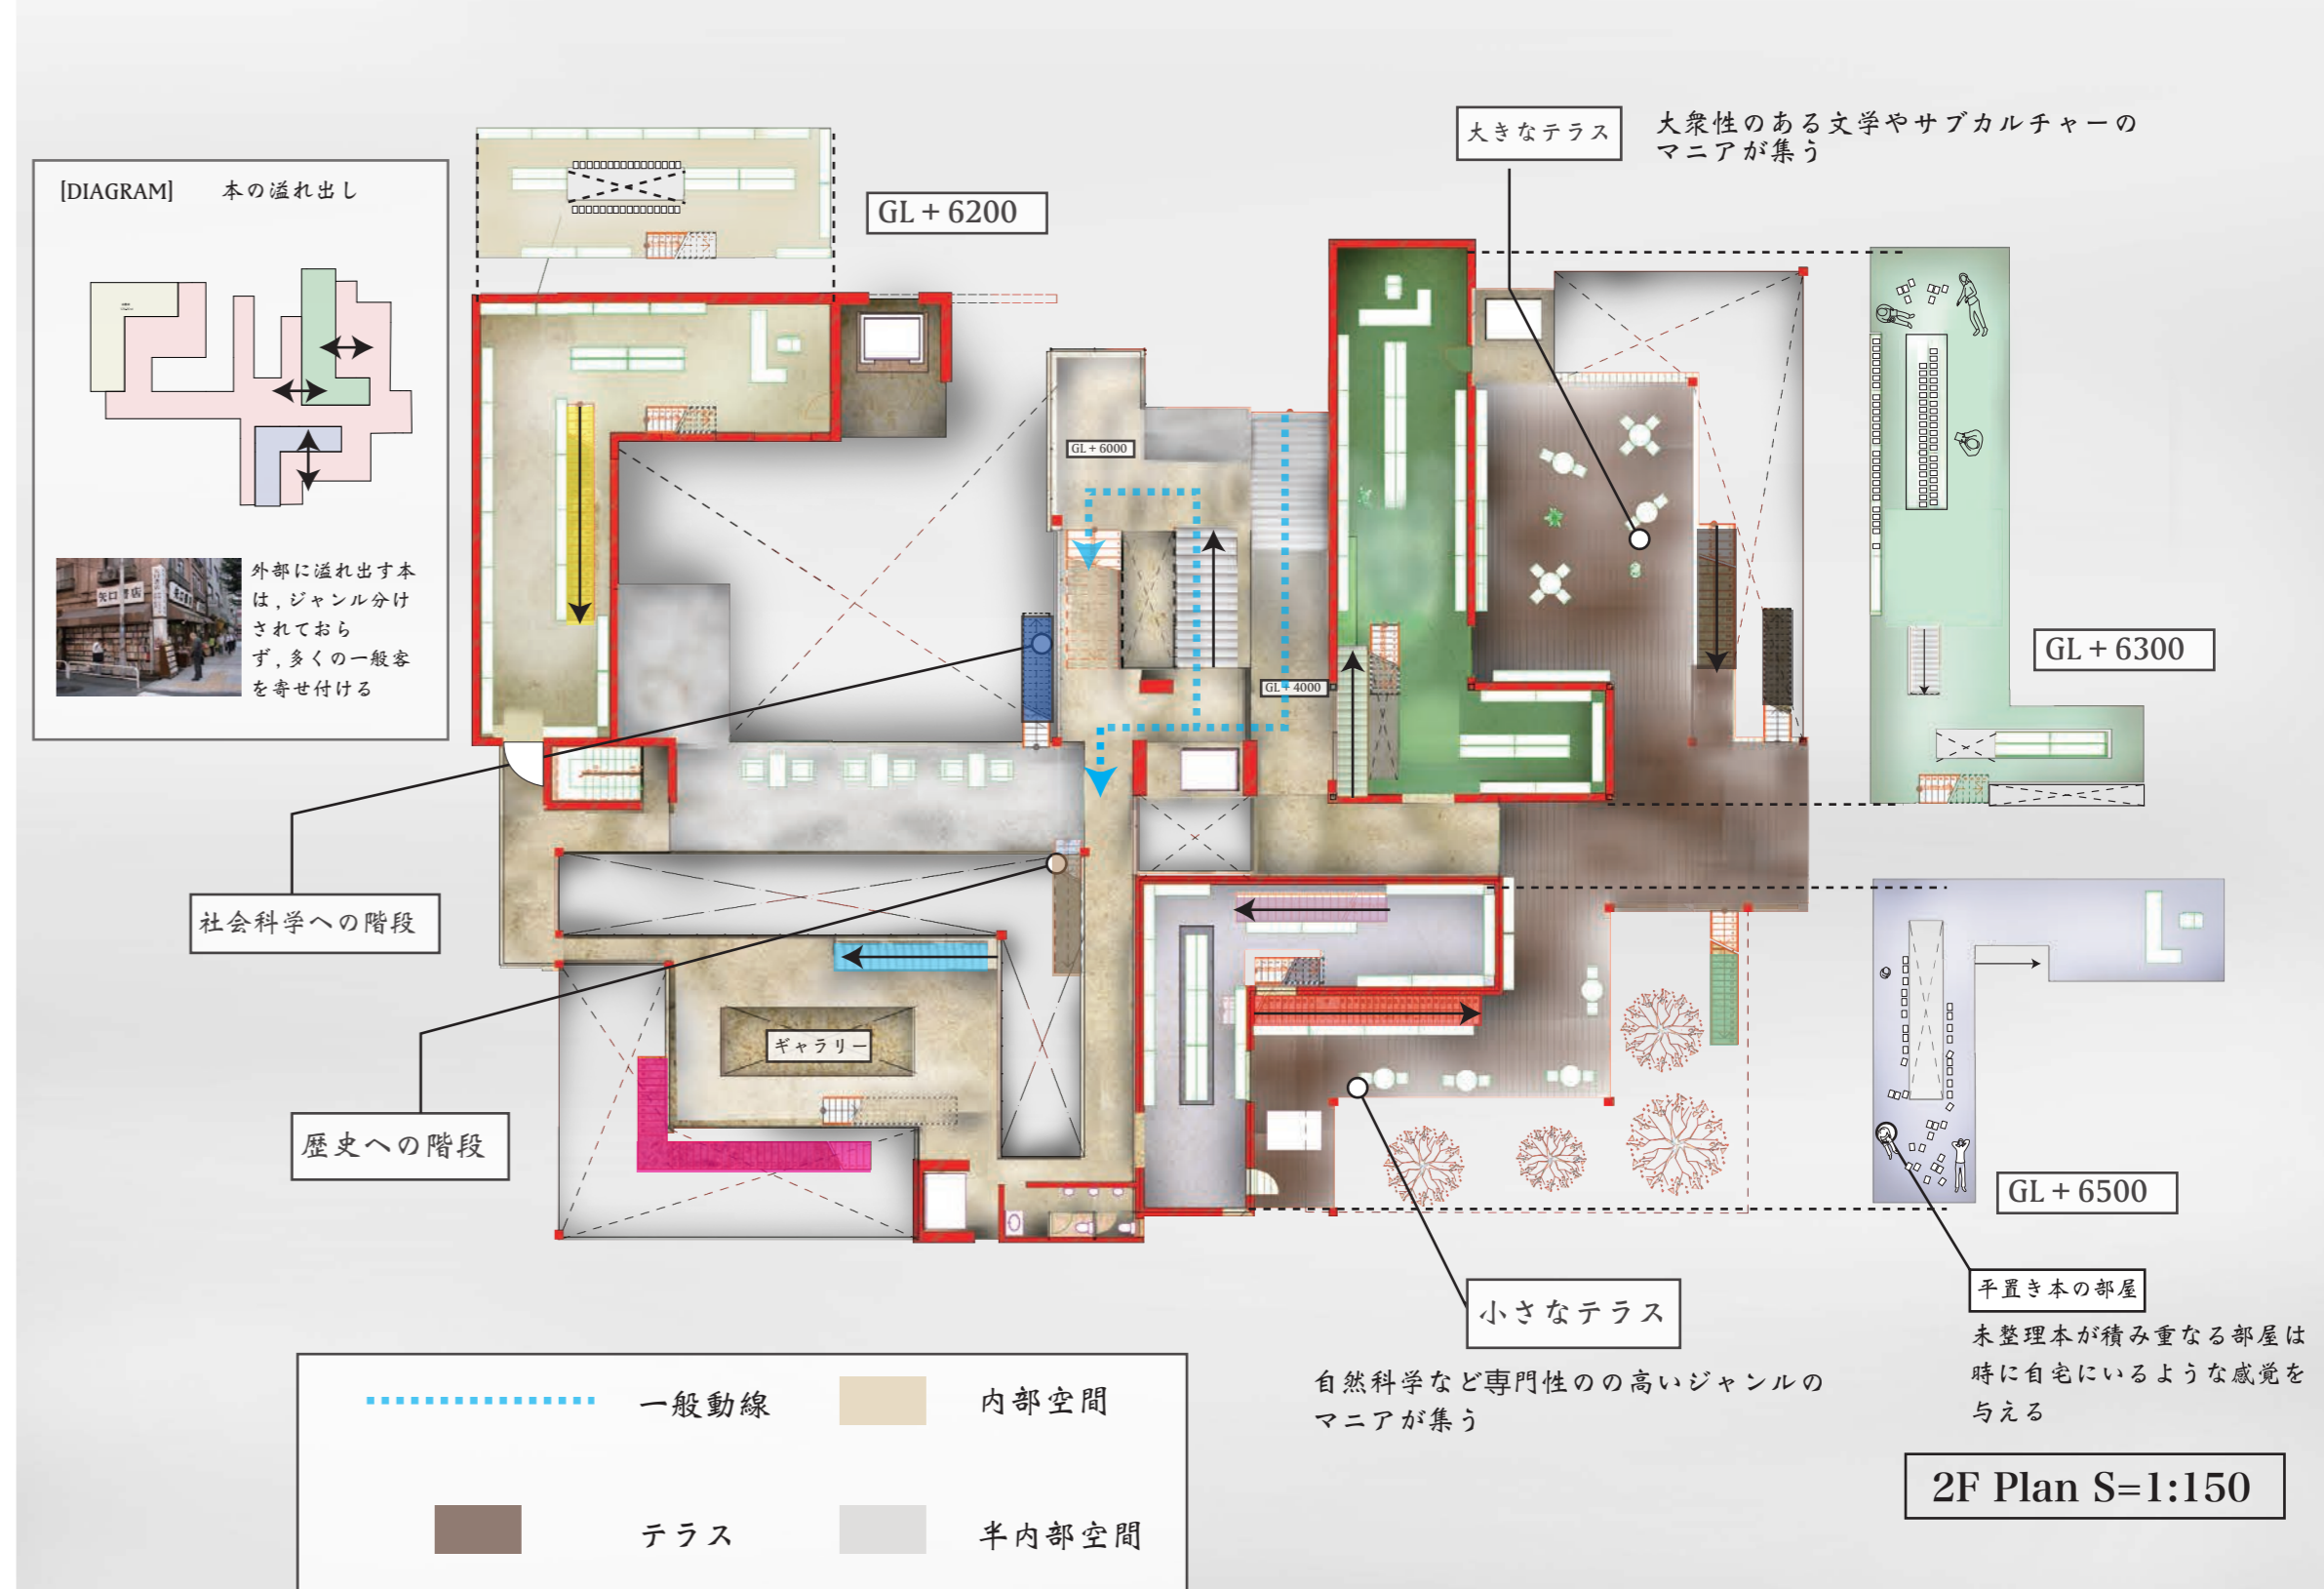 [DIAGRAM] 本の溢れ出し
外部に溢れ出す本
は,ジャンル分け
されておら
ず,多くの一般客
を寄せ付ける
矢口書店
GL + 6200
大きなテラス
大衆性のある文学やサブカルチャーの
マニアが集う
GL + 6000
GL + 4000
GL + 6300
社会科学への階段
歴史への階段
ギャラリー
GL + 6500
小さなテラス
自然科学など専門性のの高いジャンルの
マニアが集う
平置き本の部屋
未整理本が積み重なる部屋は
時に自宅にいるような感覚を
与える
一般動線
内部空間
テラス
半内部空間
2F Plan S=1:150